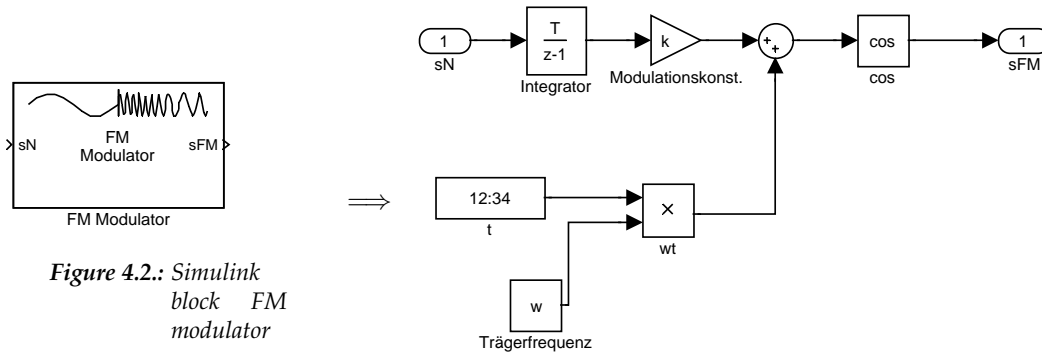 sN
FM
Modulator
sFM
FM Modulator
Figure 4.2.: Simulink
block FM
modulator
⟹
1
sN
T
z-1
Integrator
k
Modulationskonst.
+
+
cos
cos
1
sFM
12:34
t
×
wt
w
Trägerfrequenz